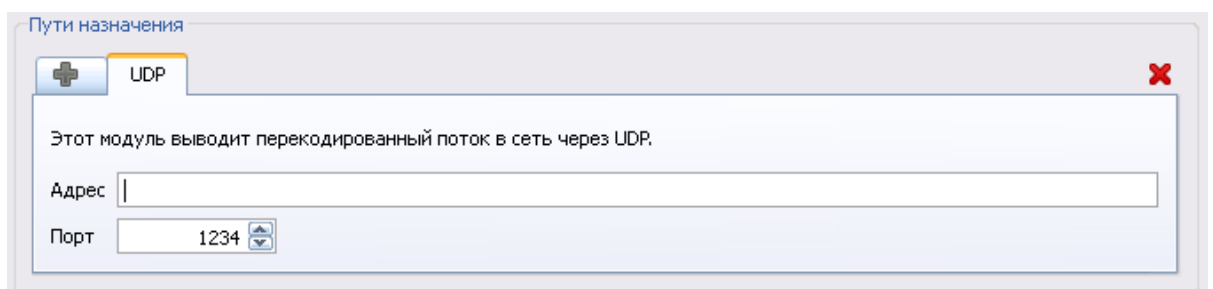 Пути назначения
UDP
Этот модуль выводит перекодированный поток в сеть через UDP.
Адрес
Порт 1234